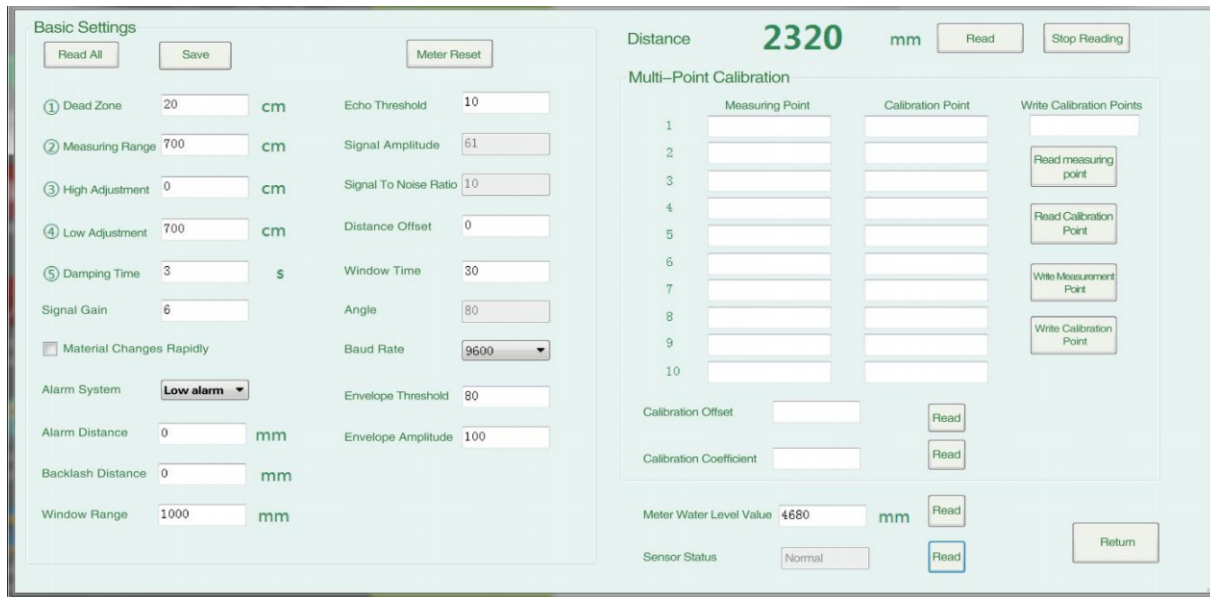 Basic Settings
Read All Save Meter Reset
① Dead Zone 20 cm
② Measuring Range 700 cm
③ High Adjustment 0 cm
④ Low Adjustment 700 cm
⑤ Damping Time 3 s
Signal Gain 6
Material Changes Rapidly
Alarm System Low alarm
Alarm Distance 0 mm
Backlash Distance 0 mm
Window Range 1000 mm
Echo Threshold 10
Signal Amplitude 61
Signal To Noise Ratio 10
Distance Offset 0
Window Time 30
Angle 80
Baud Rate 9600
Envelope Threshold 80
Envelope Amplitude 100
Distance 2320 mm Read Stop Reading
Multi-Point Calibration
Measuring Point Calibration Point Write Calibration Points
1
2
3
4
5
6
7
8
9
10
Read measuring
point
Read Calibration
Point
Write Measurement
Point
Write Calibration
Point
Calibration Offset Read
Calibration Coefficient Read
Meter Water Level Value 4680 mm Read
Sensor Status Normal Read
Return